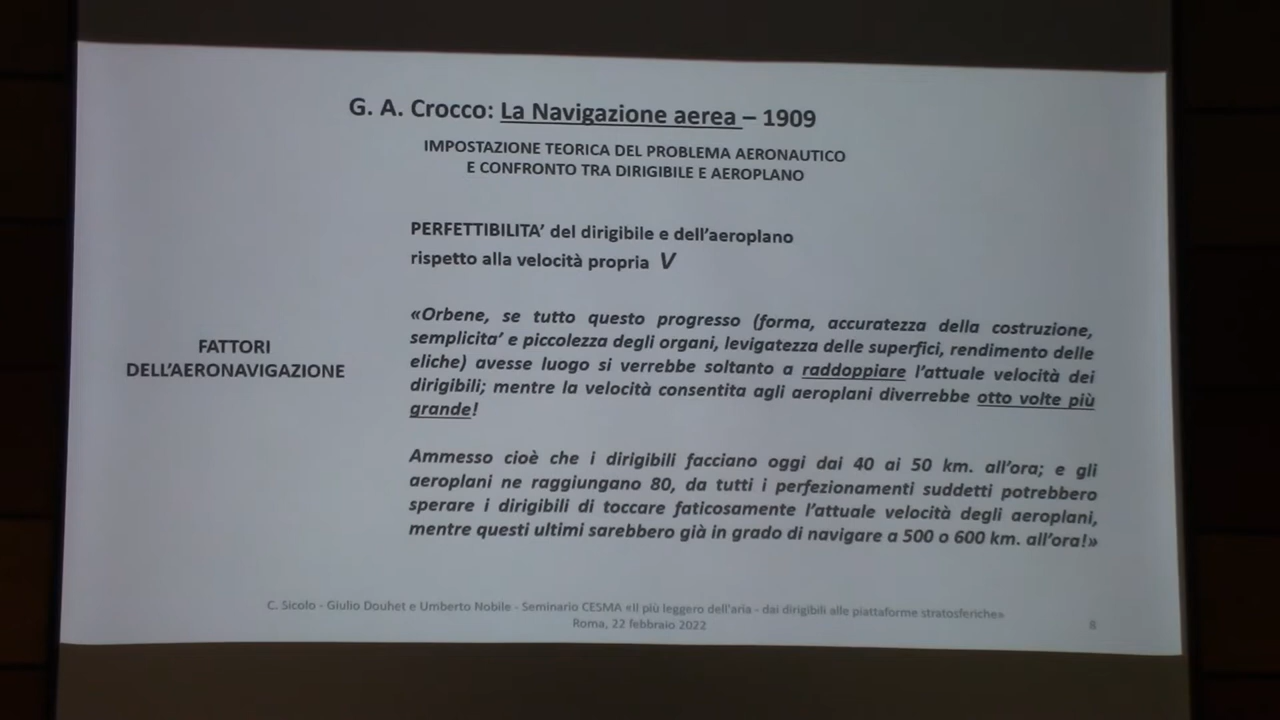 G. A. Crocco: La Navigazione aerea – 1909
IMPOSTAZIONE TEORICA DEL PROBLEMA AERONAUTICO
E CONFRONTO TRA DIRIGIBILE E AEROPLANO
PERFETTIBILITA' del dirigibile e dell'aeroplano
rispetto alla velocità propria V
FATTORI
DELL'AERONAVIGAZIONE
«Orbene, se tutto questo progresso (forma, accuratezza della costruzione,
semplicita' e piccolezza degli organi, levigatezza delle superfici, rendimento delle
eliche) avesse luogo si verrebbe soltanto a raddoppiare l'attuale velocità dei
dirigibili; mentre la velocità consentita agli aeroplani diverrebbe otto volte più
grande!
Ammesso cioè che i dirigibili facciano oggi dai 40 ai 50 km. all'ora; e gli
aeroplani ne raggiungano 80, da tutti i perfezionamenti suddetti potrebbero
sperare i dirigibili di toccare faticosamente l'attuale velocità degli aeroplani,
mentre questi ultimi sarebbero già in grado di navigare a 500 o 600 km. all'ora!»
C. Sicolo - Giulio Douhet e Umberto Nobile - Seminario CESMA «Il più leggero dell'aria - dai dirigibili alle piattaforme stratosferiche»
Roma, 22 febbraio 2022
8